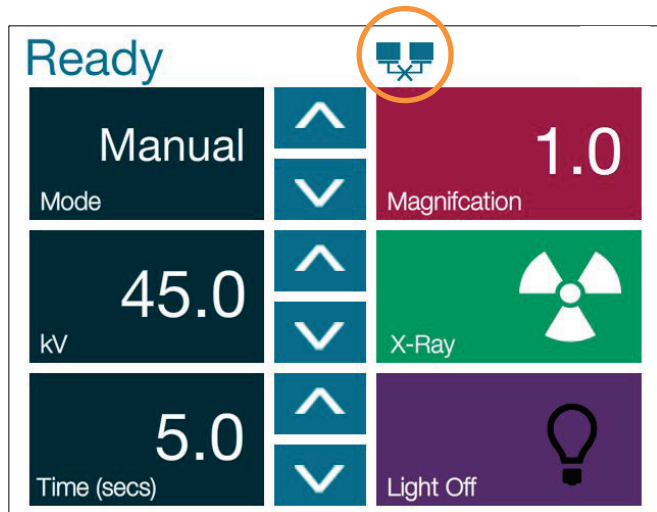 Ready
Manual
Mode
1.0
Magnifcation
45.0
kV
X-Ray
5.0
Time (secs)
Light Off